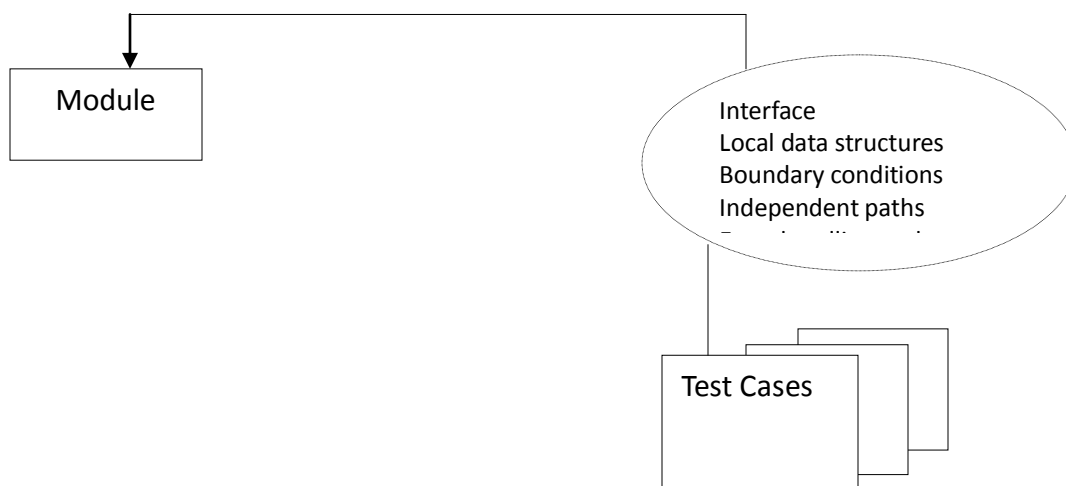 Module
Interface
Local data structures
Boundary conditions
Independent paths
Test Cases